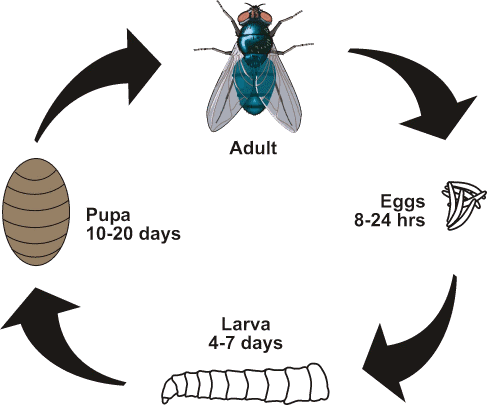 Adult
Eggs
8-24 hrs
Larva
4-7 days
Pupa
10-20 days